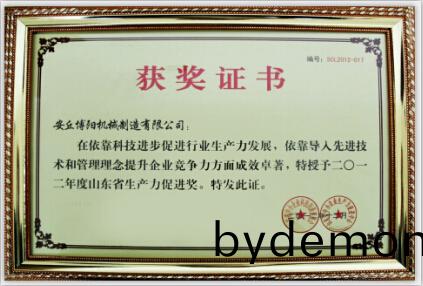 编号：SCL2012-017
获奖证书
安丘博阳机械制造有限公司：
在依靠科技进步促进行业生产力发展，依靠导入先进技
术和管理理念提升企业竞争力方面成效卓著，特授予二〇一
二年度山东省生产力促进奖。特发此证。
bydemon